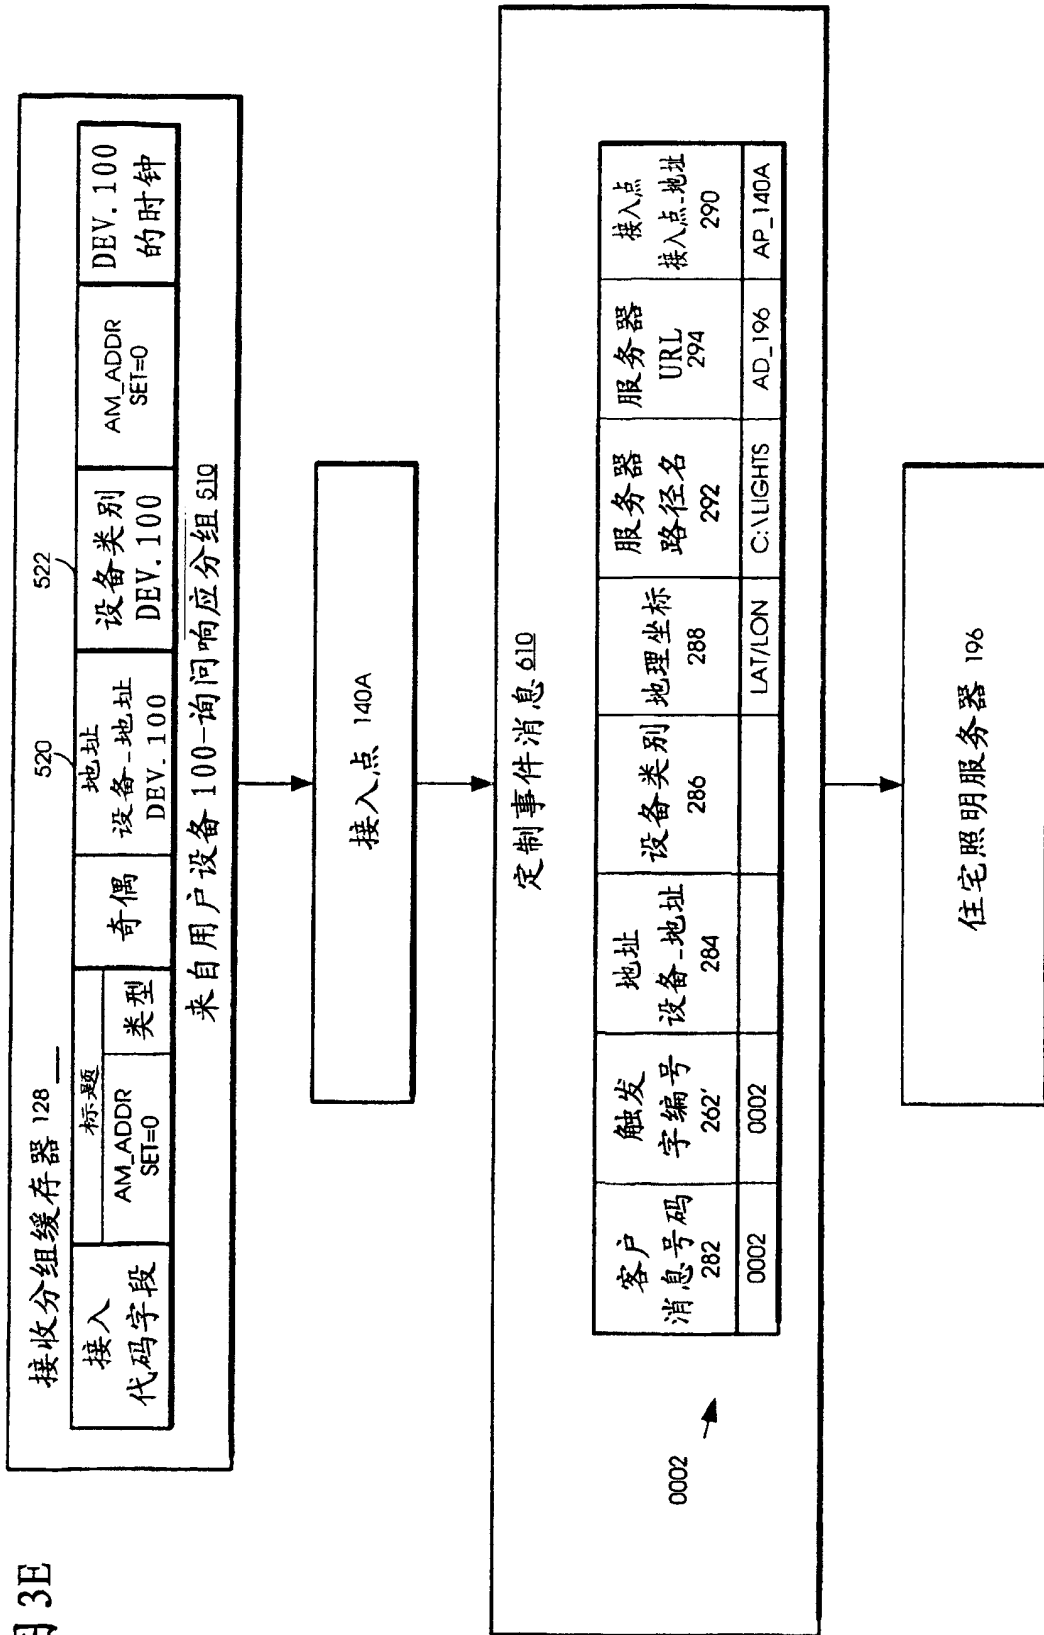 接收分组缓存器 128
接入
代码字段
标题
AM_ADDR
SET=0
类型
奇偶
520
地址
设备_地址
DEV.100
522
设备类别
DEV.100
AM_ADDR
SET=0
DEV.100
的时钟
来自用户设备100-询问响应分组 510
接入点 140A
定制事件消息 610
0002
客户
消息号码
282
触发
字编号
262'
地址
设备_地址
284
设备类别
286
地理坐标
288
服务器
路径名
292
服务器
URL
294
接入点
接入点_地址
290
0002
0002
LAT/LON
C:\LIGHTS
AD_196
AP_140A
住宅照明服务器 196
3E